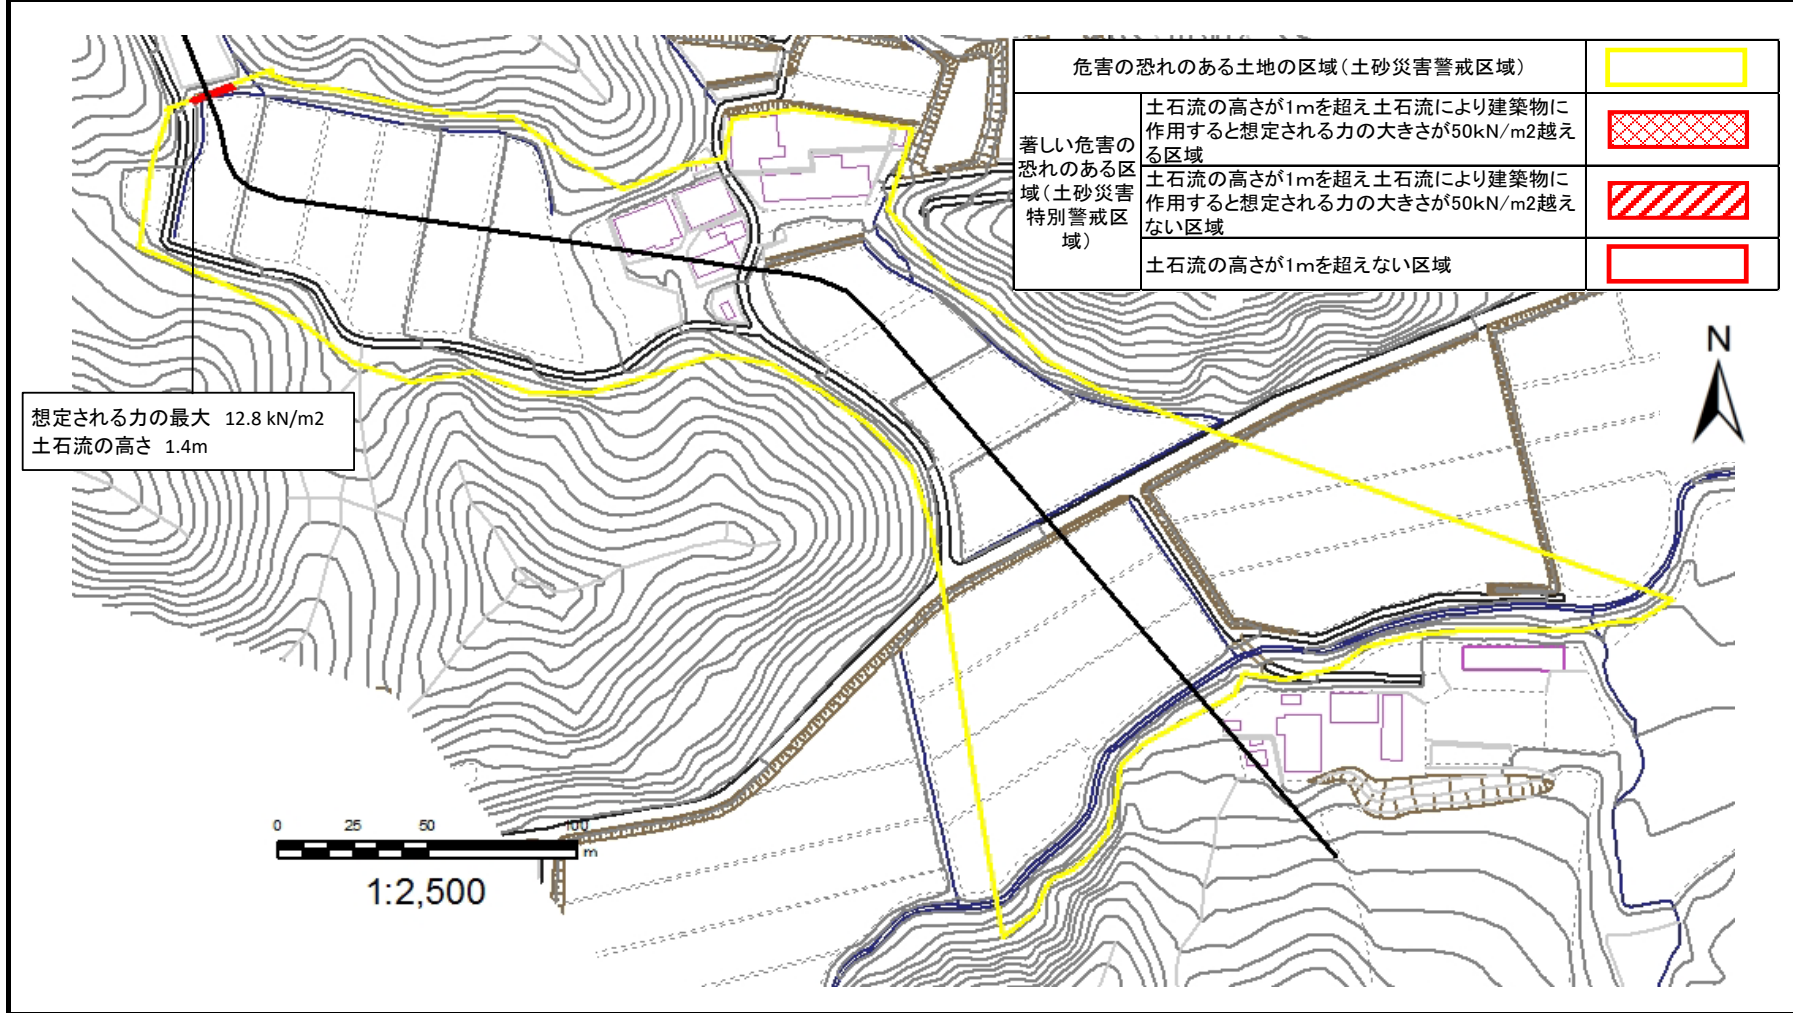 危害の恐れのある土地の区域(土砂災害警戒区域)
著しい危害の
恐れのある区
域(土砂災害
特別警戒区
域)
土石流の高さが1mを超え土石流により建築物に
作用すると想定される力の大きさが50kN/m2越え
る区域
土石流の高さが1mを超え土石流により建築物に
作用すると想定される力の大きさが50kN/m2越え
ない区域
土石流の高さが1mを超えない区域
N
想定される力の最大 12.8 kN/m2
土石流の高さ 1.4m
0 25 50 100
m
1:2,500